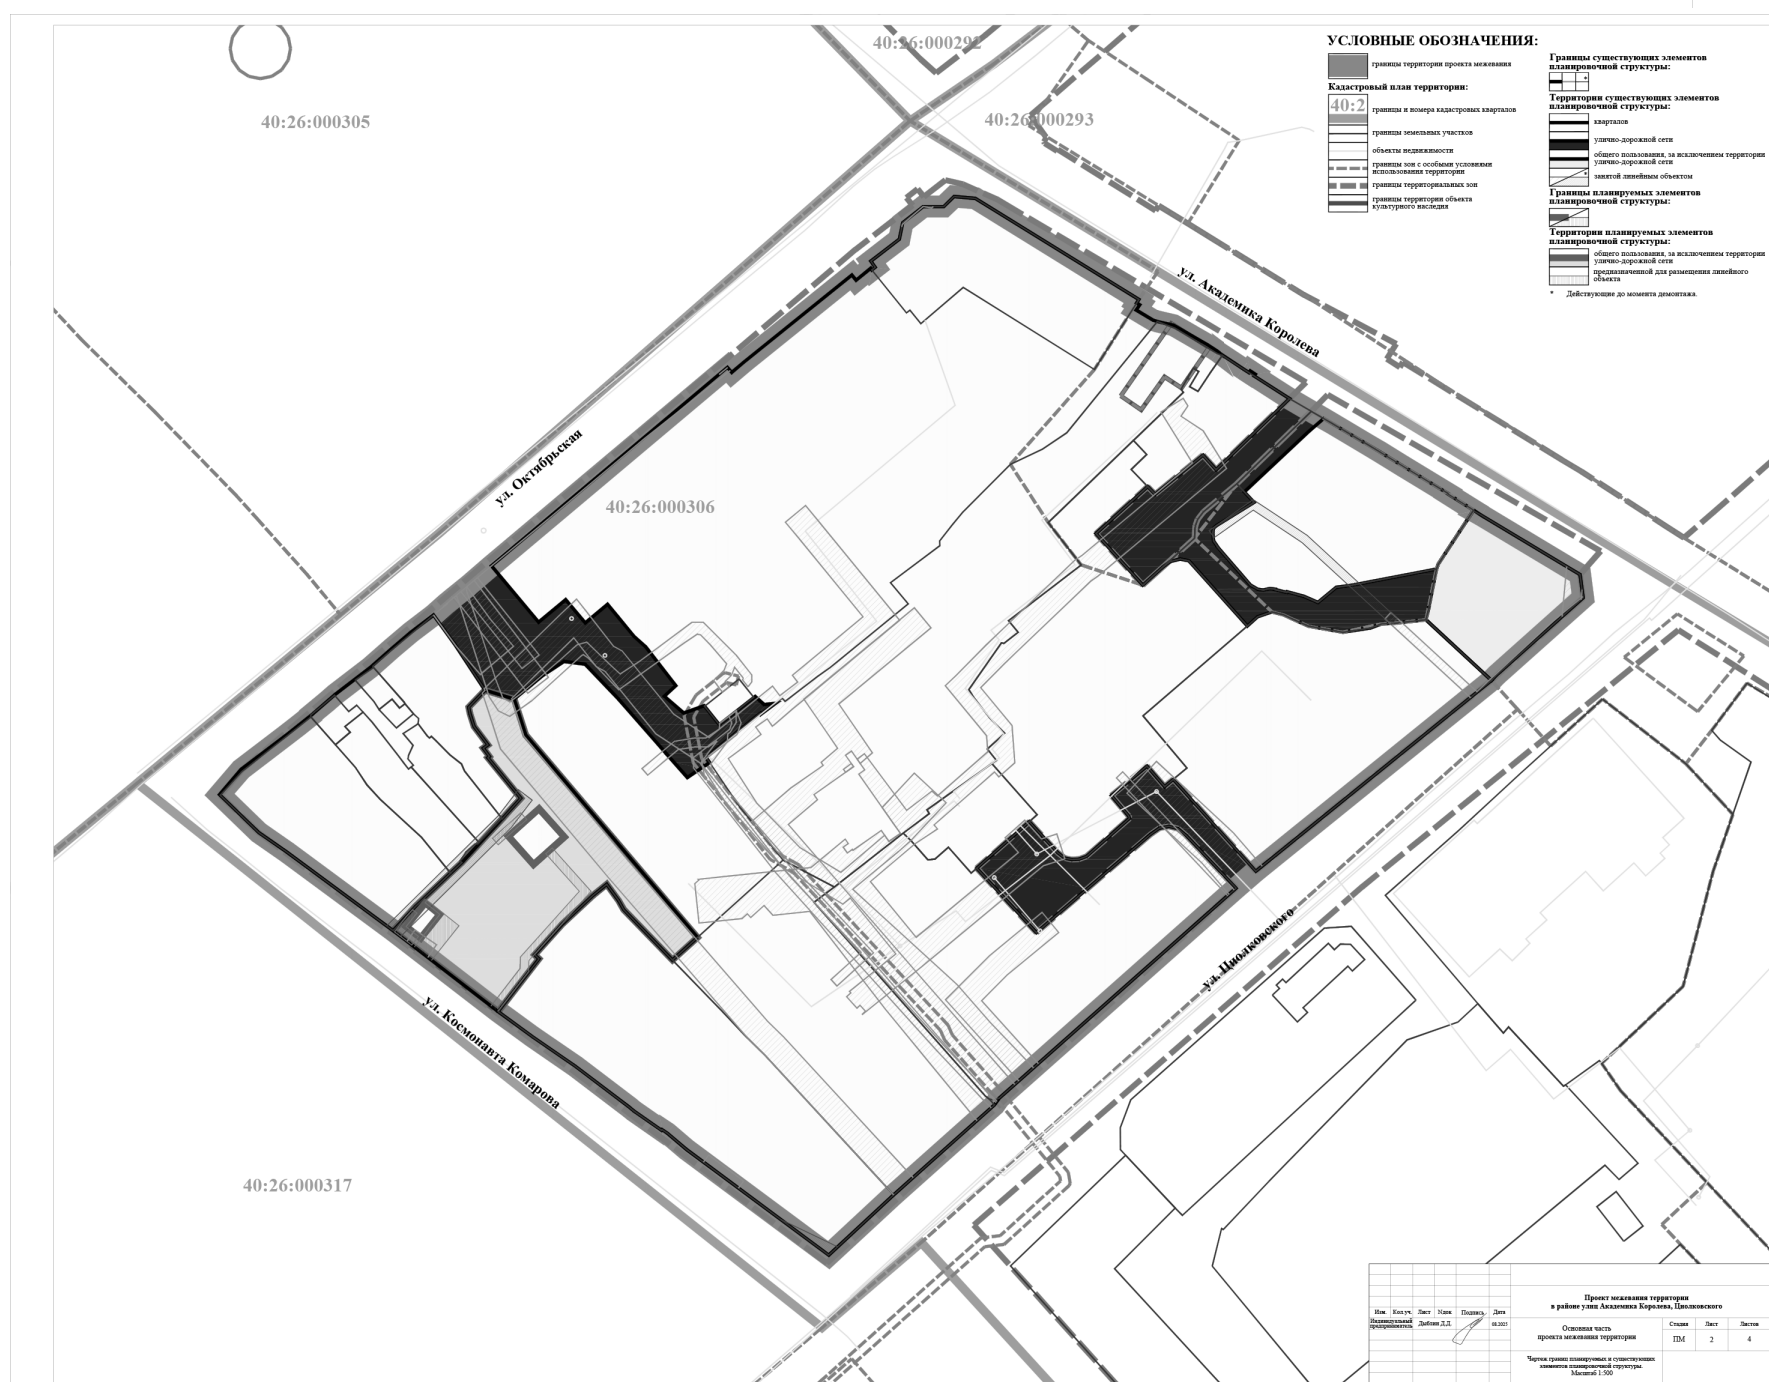 40:26:000292
40:26:000305
40:26:000293
40:26:000306
40:26:000317
ул. Академика Королева
ул. Октябрьская
ул. Циолковского
ул. Космонавта Комарова
УСЛОВНЫЕ ОБОЗНАЧЕНИЯ:
границы территории проекта межевания
Кадастровый план территории:
40:2
границы и номера кадастровых кварталов
границы земельных участков
объекты недвижимости
границы зон с особыми условиями
использования территории
границы территориальных зон
границы территории объекта
культурного наследия
Границы существующих элементов
планировочной структуры:
*
Территории существующих элементов
планировочной структуры:
кварталов
улично-дорожной сети
общего пользования, за исключением территории
улично-дорожной сети
*
занятой линейным объектом
Границы планируемых элементов
планировочной структуры:
Территории планируемых элементов
планировочной структуры:
общего пользования, за исключением территории
улично-дорожной сети
предназначенной для размещения линейного
объекта
* Действующие до момента демонтажа.
Проект межевания территории
в районе улиц Академика Королева, Циолковского
Изм. Кол.уч. Лист №док Подпись Дата
Индивидуальный
предприниматель
Дыбзин Д.Д.
08.2025
Основная часть
проекта межевания территории
Стадия Лист Листов
ПМ 2 4
Чертеж границ планируемых и существующих
элементов планировочной структуры.
Масштаб 1:500